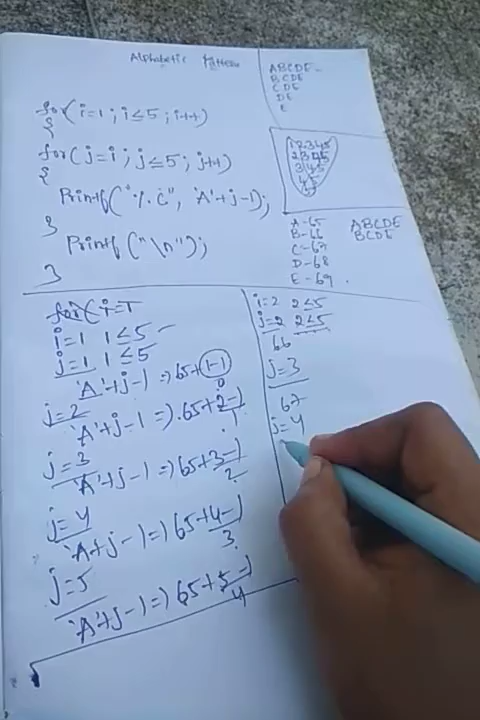 Alphabetic Pattern
for(i=1; i≤5; i++)
{
for(j=i; j≤5; j++)
{
Printf("%c", 'A'+j-1);
}
Printf("\n");
}
ABCDE
BCDE
CDE
DE
E
12345
2345
345
45
5
A-65
B-66
C-67
D-68
E-69.
ABCDE
BCDE
for(i=1
i=1 1≤5
j=1 1≤5
'A'+j-1 => 65+1-1
0
j=2
'A'+j-1 => 65+2-1
1
j=3
'A'+j-1 => 65+3-1
2
j=4
'A'+j-1 => 65+4-1
3
j=5
'A'+j-1 => 65+5-1
4
i=2 2≤5
j=2 2≤5
66
j=3
67
j=4